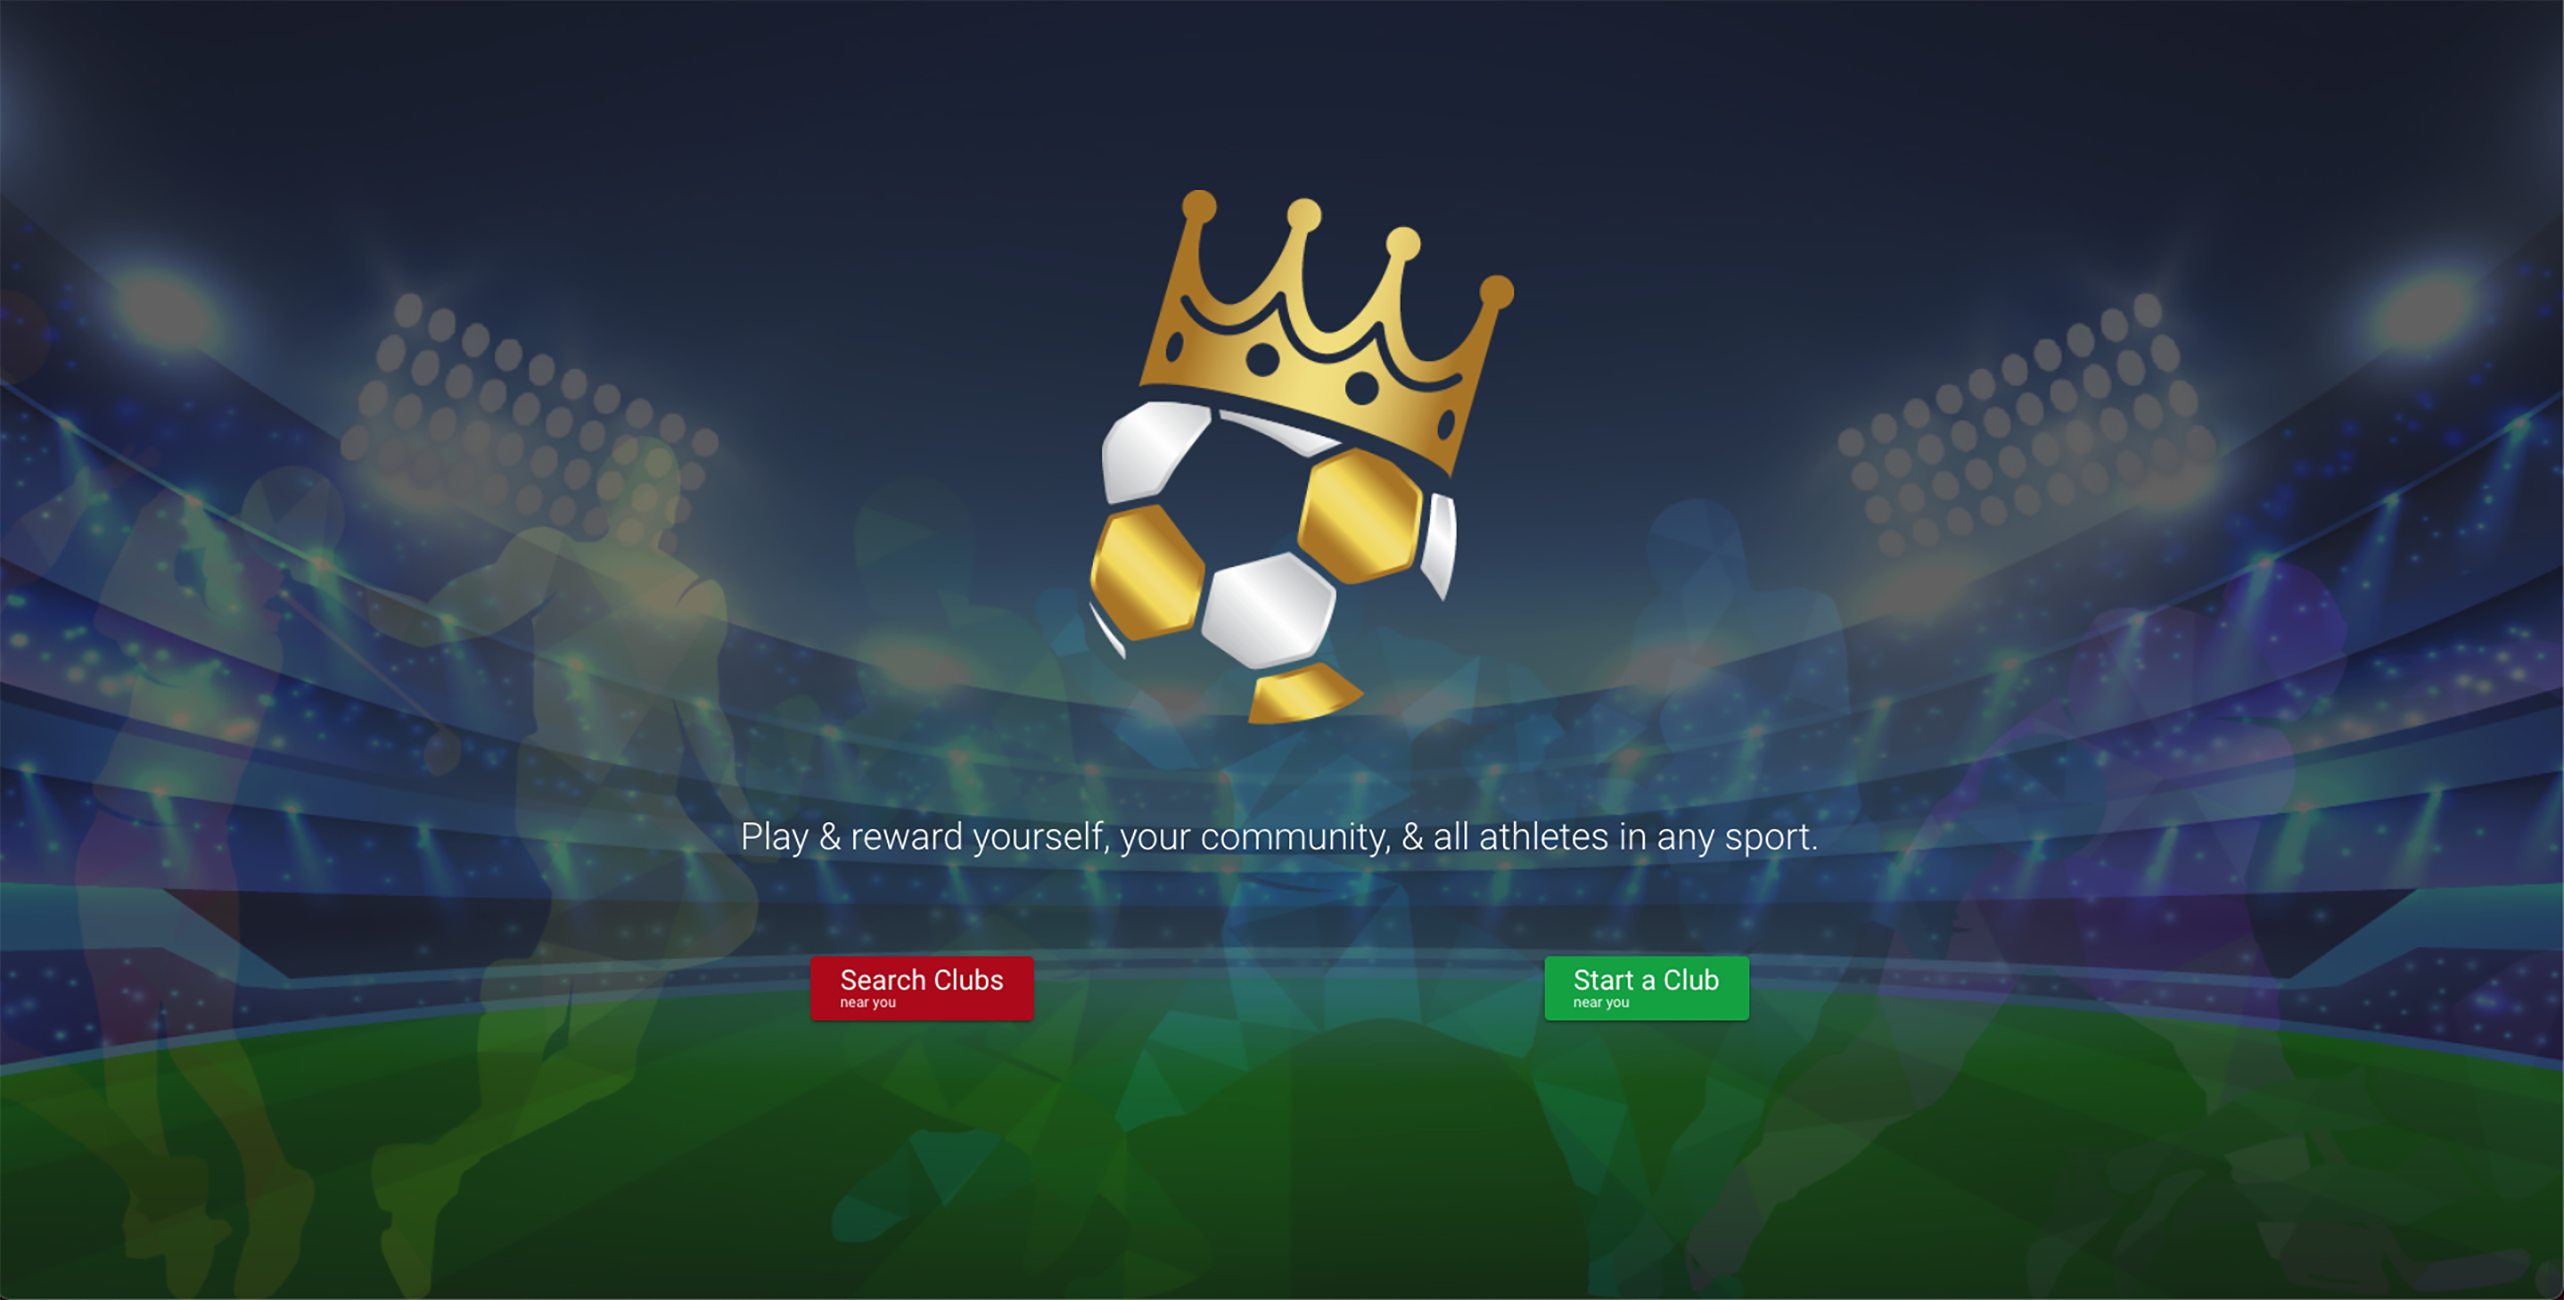 Play & reward yourself, your community, & all athletes in any sport.
Search Clubs
near you
Start a Club
near you